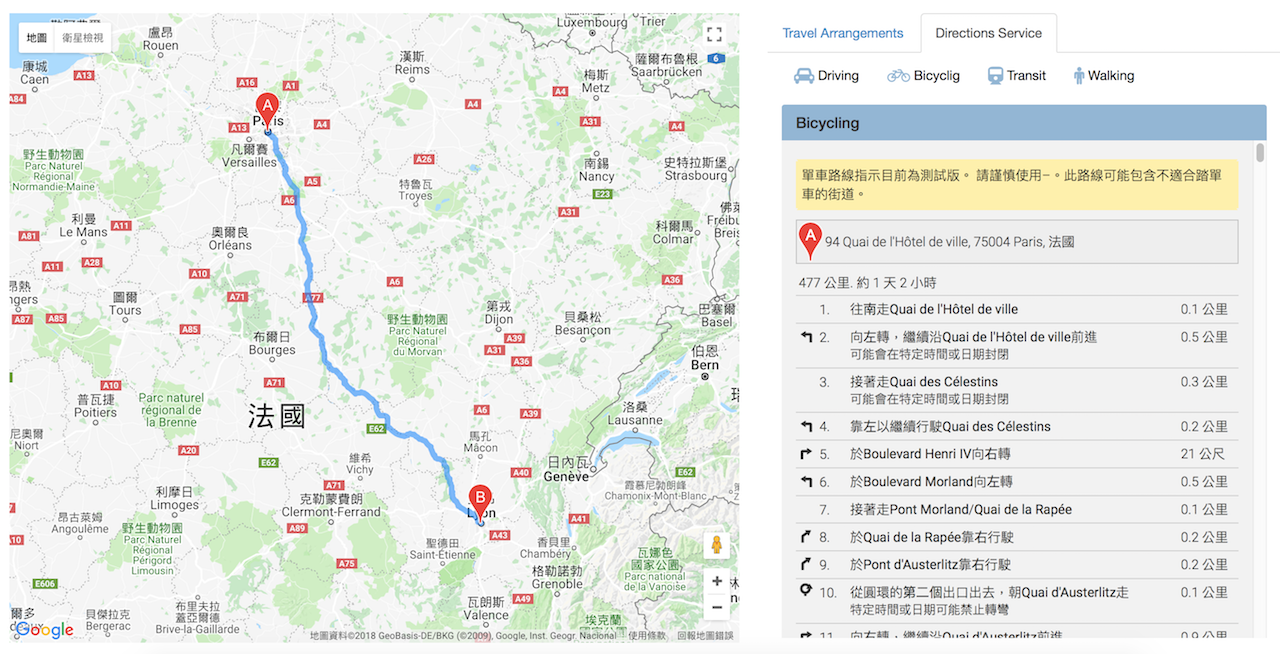 地圖
衛星檢視
盧昂
Rouen
Luxembourg
Trier
康城
Caen
A13
A84
漢斯
Reims
薩爾布魯根
Saarbrücken
6
梅斯
Metz
A16
A1
A4
A
Paris
A13
A4
A4
A31
A4
凡爾賽
Versailles
野生動物園
Parc Naturel
Régional
Normandie-Maine
A26
南錫
Nancy
史特拉斯堡
Strasbourg
A5
特魯瓦
Troyes
E23
A6
利曼
Le Mans
A11
A81
奧爾良
Orléans
A31
科爾馬
Colmar
A11
A28
A10
A6
A36
圖爾
Tours
A71
A77
A87
A85
A85
野生動物園
Parc Naturel
Régional
du Morvan
第戎
Dijon
貝桑松
Besançon
巴塞爾
Basel
布爾日
Bourges
A39
A31
A36
伯恩
Bern
A10
普瓦捷
Poitiers
Parc naturel
régional de
la Brenne
A71
法國
A6
A39
洛桑
Lausanne
E62
尼奧爾
Niort
A20
E62
馬孔
Mâcon
維希
Vichy
日內瓦
Genève
A40
E62
利摩日
Limoges
A71
克勒蒙費朗
Clermont-Ferrand
霞慕尼勃朗峰
Chamonix-Mont-Blanc
B
Lyon
A43
A41
昂古萊姆
Angoulême
野生動物園
Parc Naturel
Régional
Périgord
Limousin
A10
A89
A75
聖德田
Saint-Etienne
香貝里
Chambéry
瓦娜色
國家公園
Parc national
de la Vanoise
E606
格勒諾勃
Grenoble
布里夫拉
蓋亞爾德
Brive-la-Gaillarde
貝傑拉克
Bergerac
瓦朗斯
Valence
A49
埃克蘭
Google
地圖資料©2018 GeoBasis-DE/BKG (©2009), Google, Inst. Geogr. Nacional
使用條款
回報地圖錯誤
Travel Arrangements
Directions Service
Driving
Bicyclig
Transit
Walking
Bicycling
單車路線指示目前為測試版。 請謹慎使用–。此路線可能包含不適合踏單
車的街道。
A
94 Quai de l'Hôtel de ville, 75004 Paris, 法國
477 公里. 約 1 天 2 小時
1. 往南走Quai de l'Hôtel de ville 0.1 公里
2. 向左轉，繼續沿Quai de l'Hôtel de ville前進 0.5 公里
可能會在特定時間或日期封閉
3. 接著走Quai des Célestins 0.3 公里
可能會在特定時間或日期封閉
4. 靠左以繼續行駛Quai des Célestins 0.2 公里
5. 於Boulevard Henri IV向右轉 21 公尺
6. 於Boulevard Morland向左轉 0.5 公里
7. 接著走Pont Morland/Quai de la Rapée 0.1 公里
8. 於Quai de la Rapée靠右行駛 0.2 公里
9. 於Pont d'Austerlitz靠右行駛 0.2 公里
10. 從圓環的第二個出口出去，朝Quai d'Austerlitz走 0.1 公里
特定時間或日期可能禁止轉彎
11. 向右轉，繼續沿Quai d'Austerlitz前進 0.9 公里